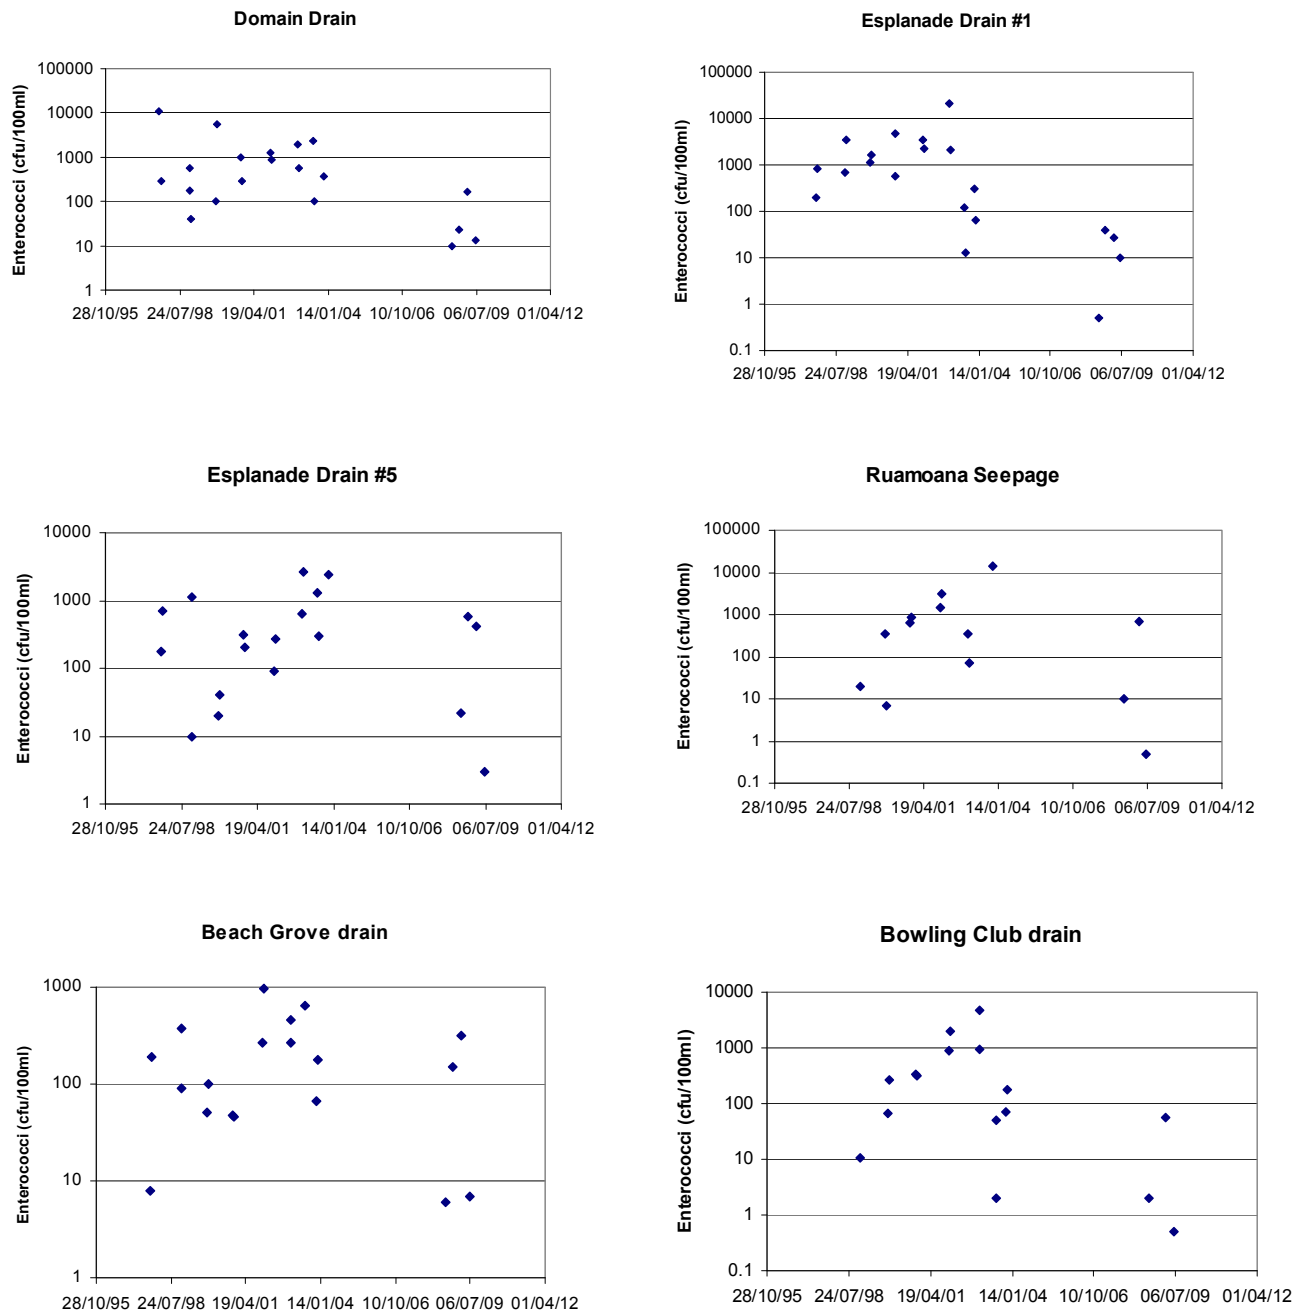 Domain Drain
Enterococci (cfu/100ml)
100000
10000
1000
100
10
1
28/10/95 24/07/98 19/04/01 14/01/04 10/10/06 06/07/09 01/04/12
Esplanade Drain #1
Enterococci (cfu/100ml)
100000
10000
1000
100
10
1
0.1
28/10/95 24/07/98 19/04/01 14/01/04 10/10/06 06/07/09 01/04/12
Esplanade Drain #5
Enterococci (cfu/100ml)
10000
1000
100
10
1
28/10/95 24/07/98 19/04/01 14/01/04 10/10/06 06/07/09 01/04/12
Ruamoana Seepage
Enterococci (cfu/100ml)
100000
10000
1000
100
10
1
0.1
28/10/95 24/07/98 19/04/01 14/01/04 10/10/06 06/07/09 01/04/12
Beach Grove drain
Enterococci (cfu/100ml)
1000
100
10
1
28/10/95 24/07/98 19/04/01 14/01/04 10/10/06 06/07/09 01/04/12
Bowling Club drain
Enterococci (cfu/100ml)
10000
1000
100
10
1
0.1
28/10/95 24/07/98 19/04/01 14/01/04 10/10/06 06/07/09 01/04/12